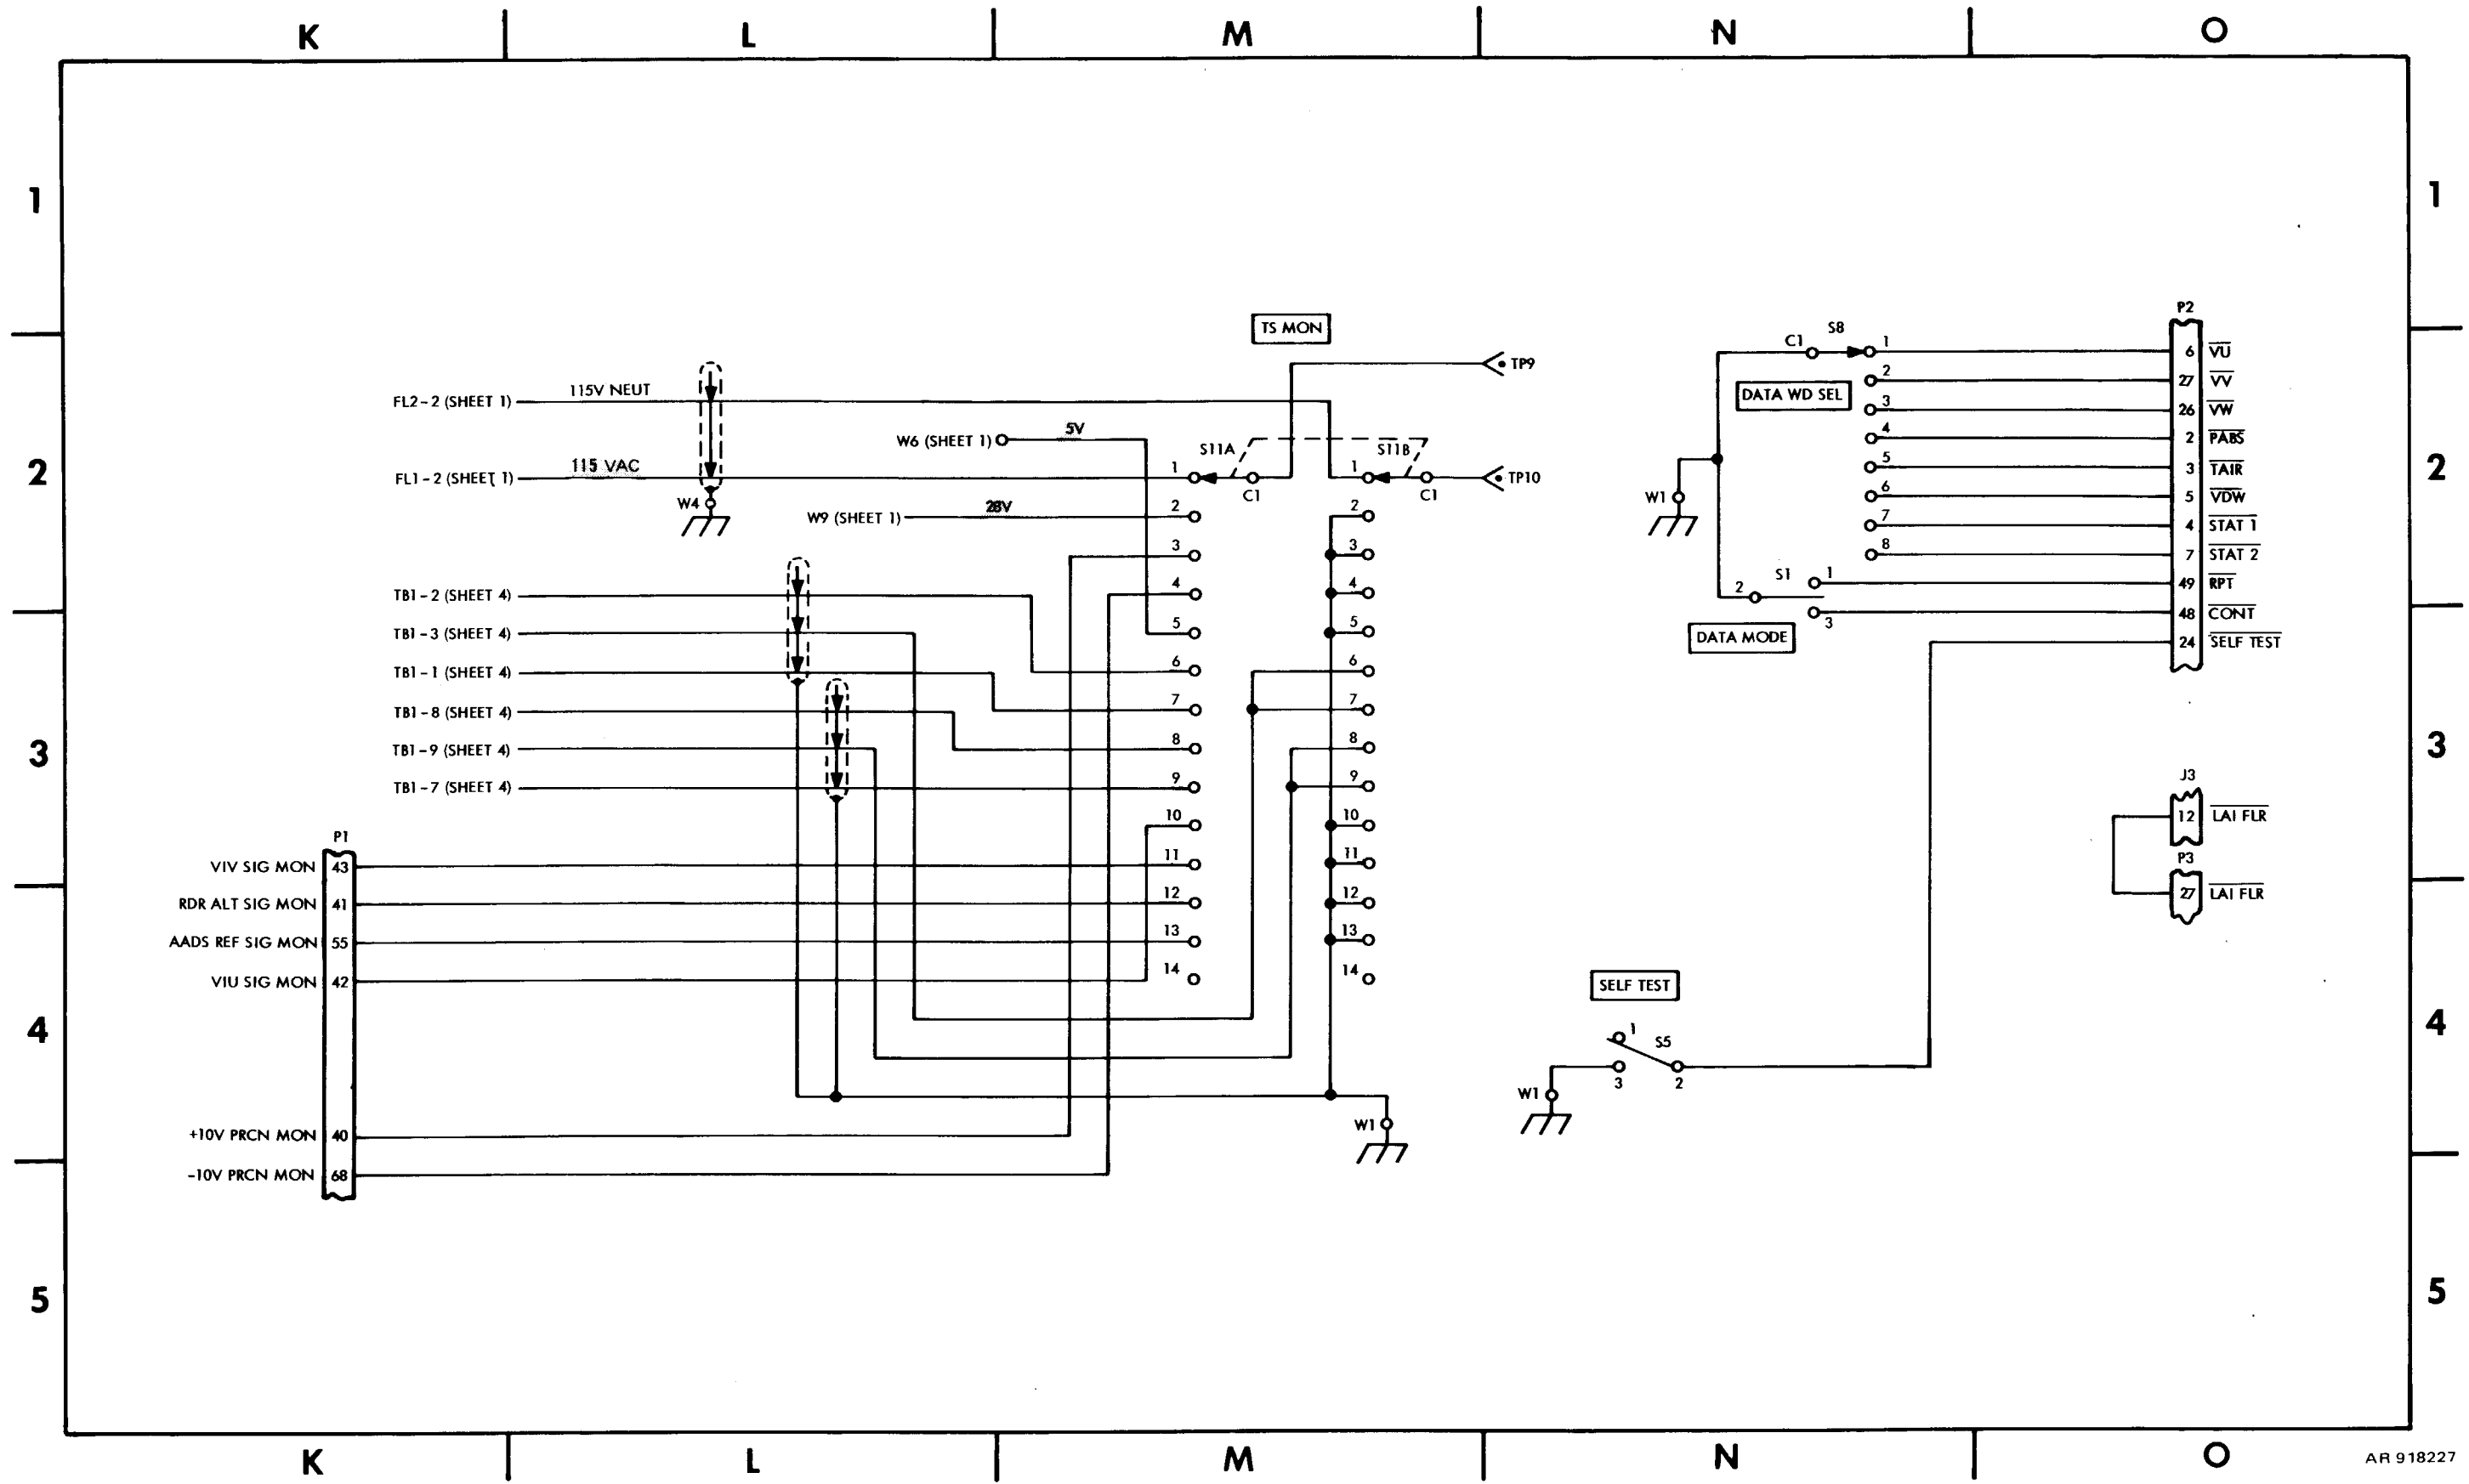 K L M N O
1 1
P2
TS MON
S8
C1 1
TP9
6 VU
2 27 VV
115V NEUT
FL2-2 (SHEET 1)
DATA WD SEL
3 26 VW
W6 (SHEET 1) 5V
4 2 PABS
S11A S11B
5 3 TAIR
2 2
115 VAC
FL1-2 (SHEET 1)
1 C1 1 C1 TP10
W4
W1
6 5 VDW
W9 (SHEET 1) 28V 2 2
7 4 STAT 1
8 7 STAT 2
3 3
S1 1 49 RPT
2
TB1-2 (SHEET 4) 4 4
3 48 CONT
TB1-3 (SHEET 4) 5 5
DATA MODE
24 SELF TEST
TB1-1 (SHEET 4) 6 6
TB1-8 (SHEET 4) 7 7
3 3
TB1-9 (SHEET 4) 8 8
TB1-7 (SHEET 4) 9 9
J3
12 LAI FLR
10 10
P1
P3
VIV SIG MON 43 11 11
27 LAI FLR
RDR ALT SIG MON 41 12 12
AADS REF SIG MON 55 13 13
VIU SIG MON 42 14 14
SELF TEST
4 4
1 S5
3 2
W1
W1
+10V PRCN MON 40
-10V PRCN MON 68
5 5
K L M N O
AR 918227